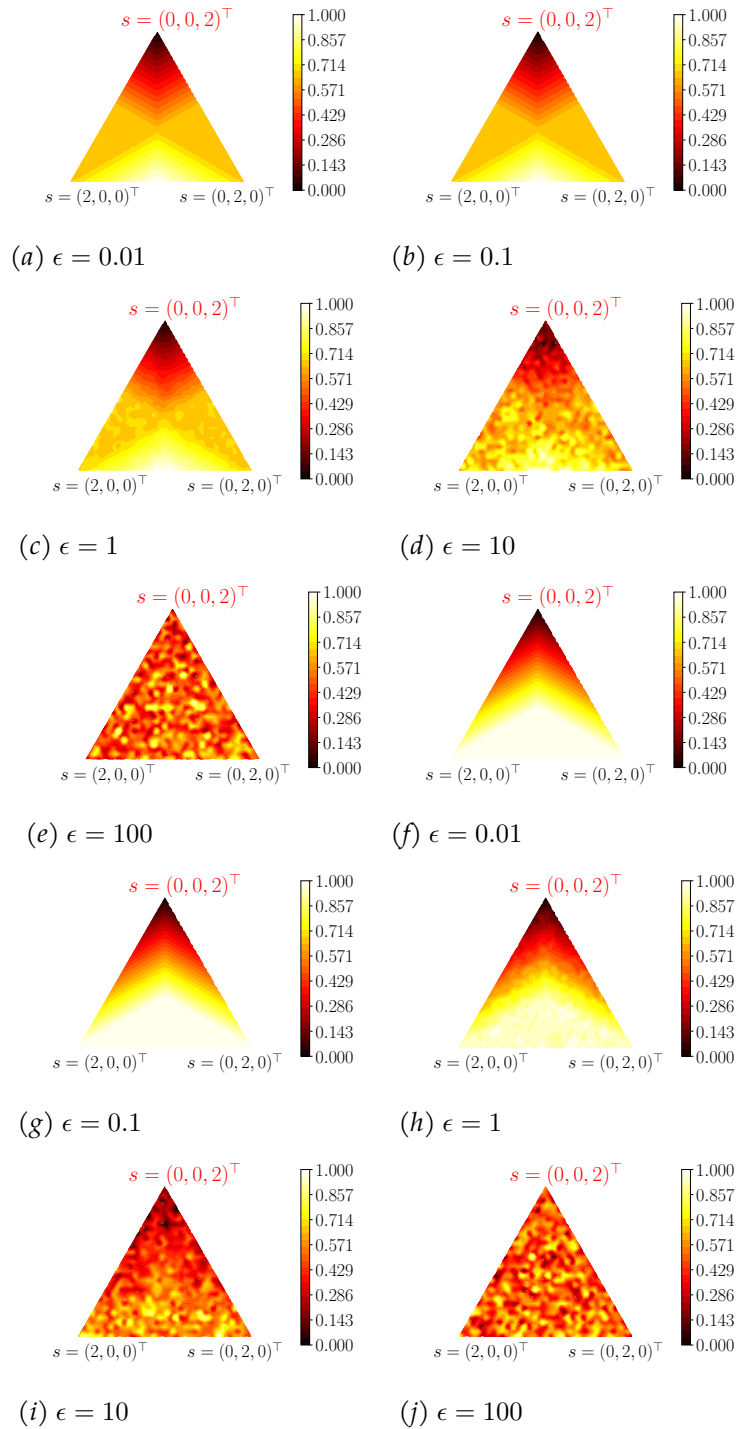 s = (0, 0, 2)⊤
1.000
0.857
0.714
0.571
0.429
0.286
0.143
0.000
s = (2, 0, 0)⊤ s = (0, 2, 0)⊤
(a) ϵ = 0.01
s = (0, 0, 2)⊤
1.000
0.857
0.714
0.571
0.429
0.286
0.143
0.000
s = (2, 0, 0)⊤ s = (0, 2, 0)⊤
(b) ϵ = 0.1
s = (0, 0, 2)⊤
1.000
0.857
0.714
0.571
0.429
0.286
0.143
0.000
s = (2, 0, 0)⊤ s = (0, 2, 0)⊤
(c) ϵ = 1
s = (0, 0, 2)⊤
1.000
0.857
0.714
0.571
0.429
0.286
0.143
0.000
s = (2, 0, 0)⊤ s = (0, 2, 0)⊤
(d) ϵ = 10
s = (0, 0, 2)⊤
1.000
0.857
0.714
0.571
0.429
0.286
0.143
0.000
s = (2, 0, 0)⊤ s = (0, 2, 0)⊤
(e) ϵ = 100
s = (0, 0, 2)⊤
1.000
0.857
0.714
0.571
0.429
0.286
0.143
0.000
s = (2, 0, 0)⊤ s = (0, 2, 0)⊤
(f) ϵ = 0.01
s = (0, 0, 2)⊤
1.000
0.857
0.714
0.571
0.429
0.286
0.143
0.000
s = (2, 0, 0)⊤ s = (0, 2, 0)⊤
(g) ϵ = 0.1
s = (0, 0, 2)⊤
1.000
0.857
0.714
0.571
0.429
0.286
0.143
0.000
s = (2, 0, 0)⊤ s = (0, 2, 0)⊤
(h) ϵ = 1
s = (0, 0, 2)⊤
1.000
0.857
0.714
0.571
0.429
0.286
0.143
0.000
s = (2, 0, 0)⊤ s = (0, 2, 0)⊤
(i) ϵ = 10
s = (0, 0, 2)⊤
1.000
0.857
0.714
0.571
0.429
0.286
0.143
0.000
s = (2, 0, 0)⊤ s = (0, 2, 0)⊤
(j) ϵ = 100